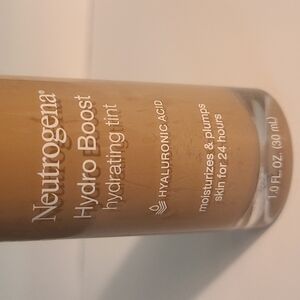 Neutrogena®
Hydro Boost
hydrating tint
HYALURONIC ACID
moisturizes & plumps
skin for 24 hours
1.0 FL. OZ. (30 mL)